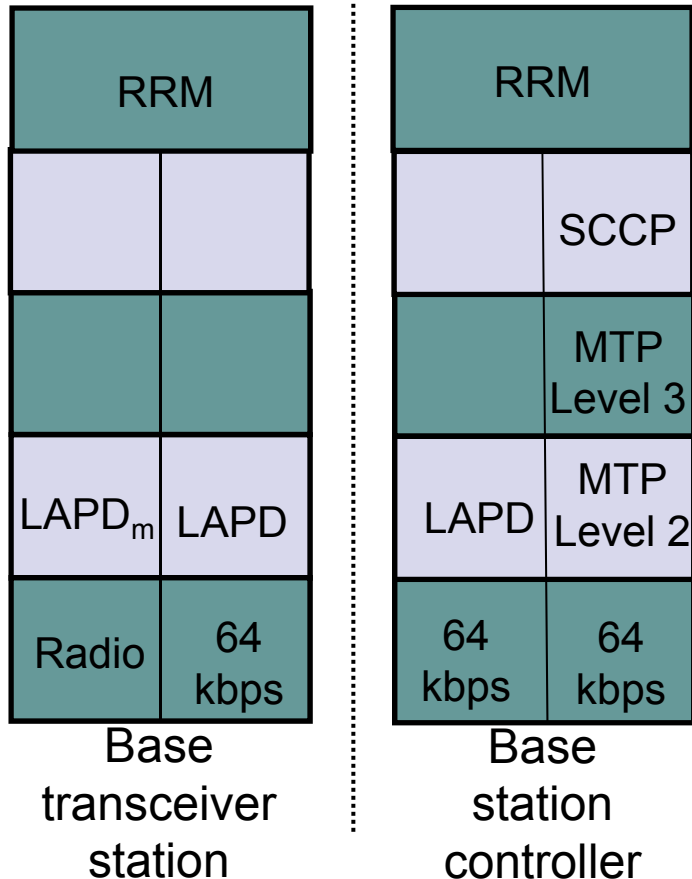 RRM
LAPDₘ
LAPD
Radio
64
kbps
Base
transceiver
station
RRM
SCCP
MTP
Level 3
LAPD
MTP
Level 2
64
kbps
64
kbps
Base
station
controller